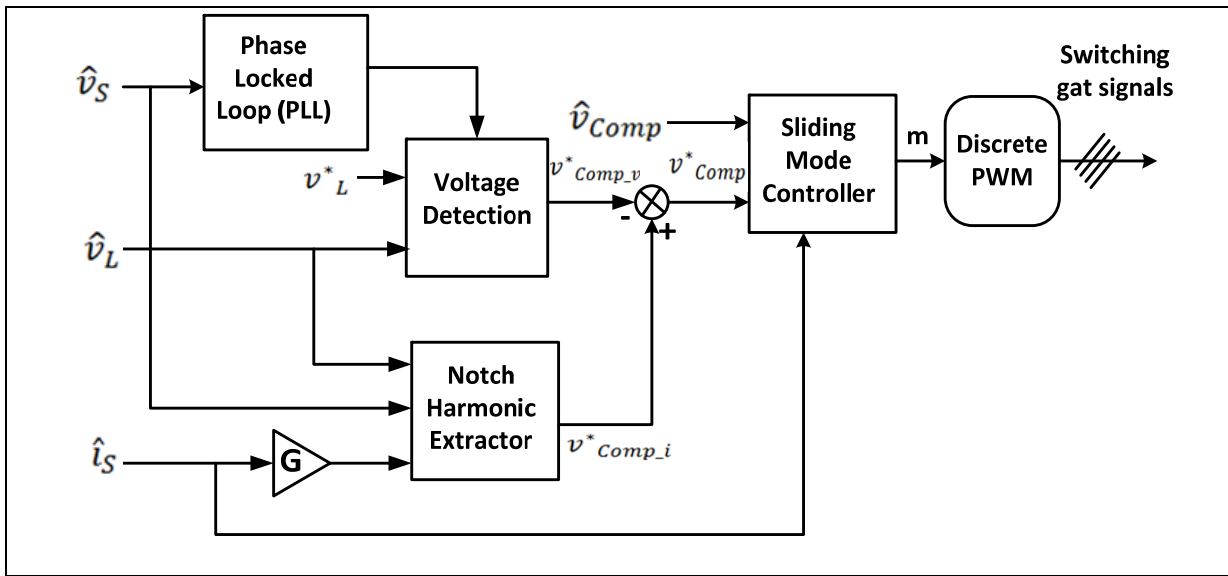 Phase
Locked
Loop (PLL)
Switching
gat signals
v̂_S
v̂_Comp
Sliding
Mode
Controller
m
Discrete
PWM
v*_L
Voltage
Detection
v*_Comp_v
v*_Comp
-
+
v̂_L
Notch
Harmonic
Extractor
v*_Comp_i
î_S
G